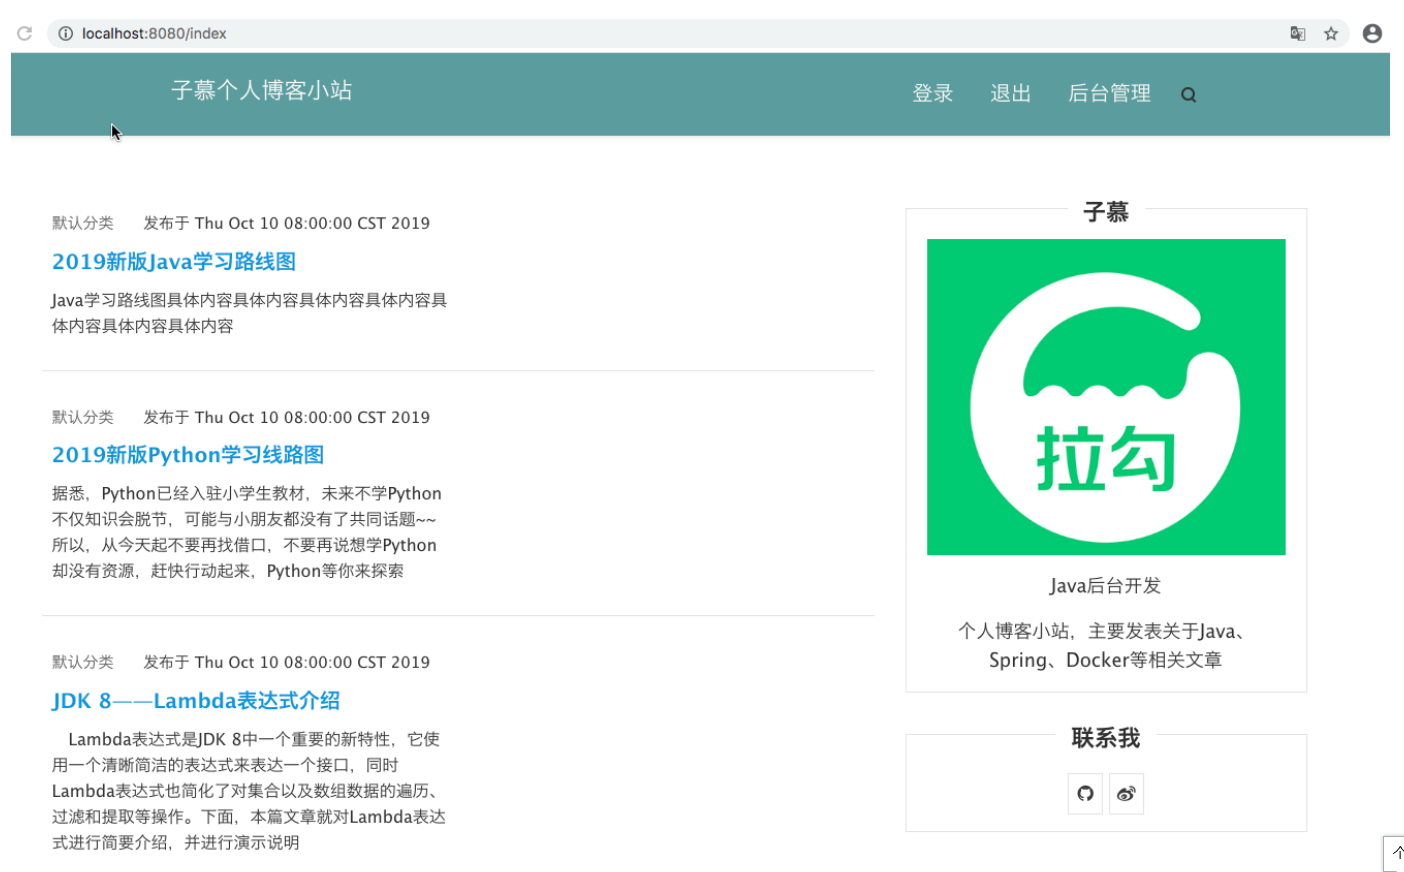 localhost:8080/index
子慕个人博客小站
登录 退出 后台管理
默认分类 发布于 Thu Oct 10 08:00:00 CST 2019
2019新版Java学习路线图
Java学习路线图具体内容具体内容具体内容具体内容具
体内容具体内容具体内容
默认分类 发布于 Thu Oct 10 08:00:00 CST 2019
2019新版Python学习线路图
据悉，Python已经入驻小学生教材，未来不学Python
不仅知识会脱节，可能与小朋友都没有了共同话题~~
所以，从今天起不要再找借口，不要再说想学Python
却没有资源，赶快行动起来，Python等你来探索
默认分类 发布于 Thu Oct 10 08:00:00 CST 2019
JDK 8——Lambda表达式介绍
Lambda表达式是JDK 8中一个重要的新特性，它使
用一个清晰简洁的表达式来表达一个接口，同时
Lambda表达式也简化了对集合以及数组数据的遍历、
过滤和提取等操作。下面，本篇文章就对Lambda表达
式进行简要介绍，并进行演示说明
子慕
拉勾
Java后台开发
个人博客小站，主要发表关于Java、
Spring、Docker等相关文章
联系我